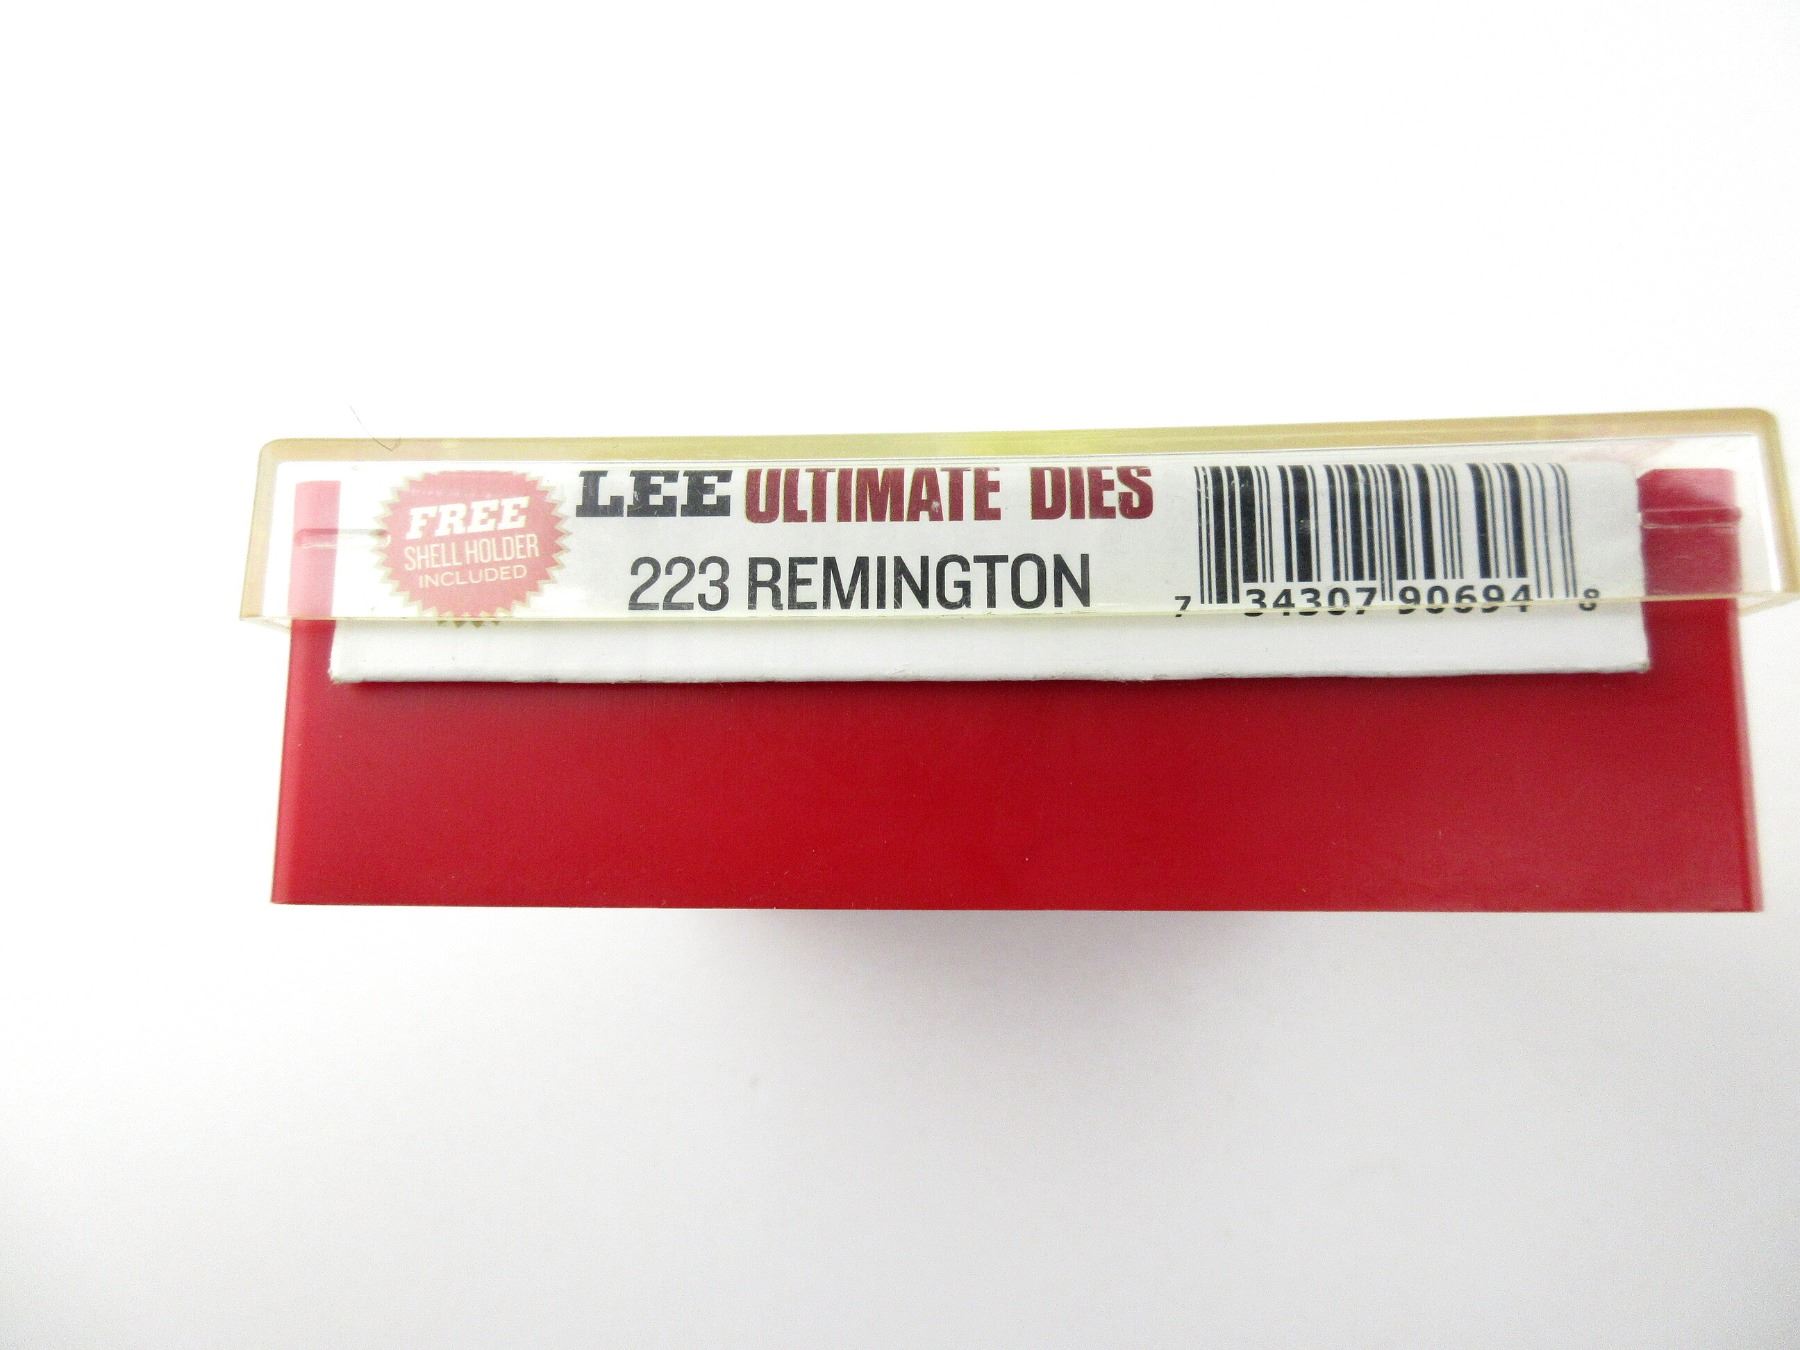 FREE
SHELL HOLDER
INCLUDED
LEE ULTIMATE DIES
223 REMINGTON
7 34307 90694 8